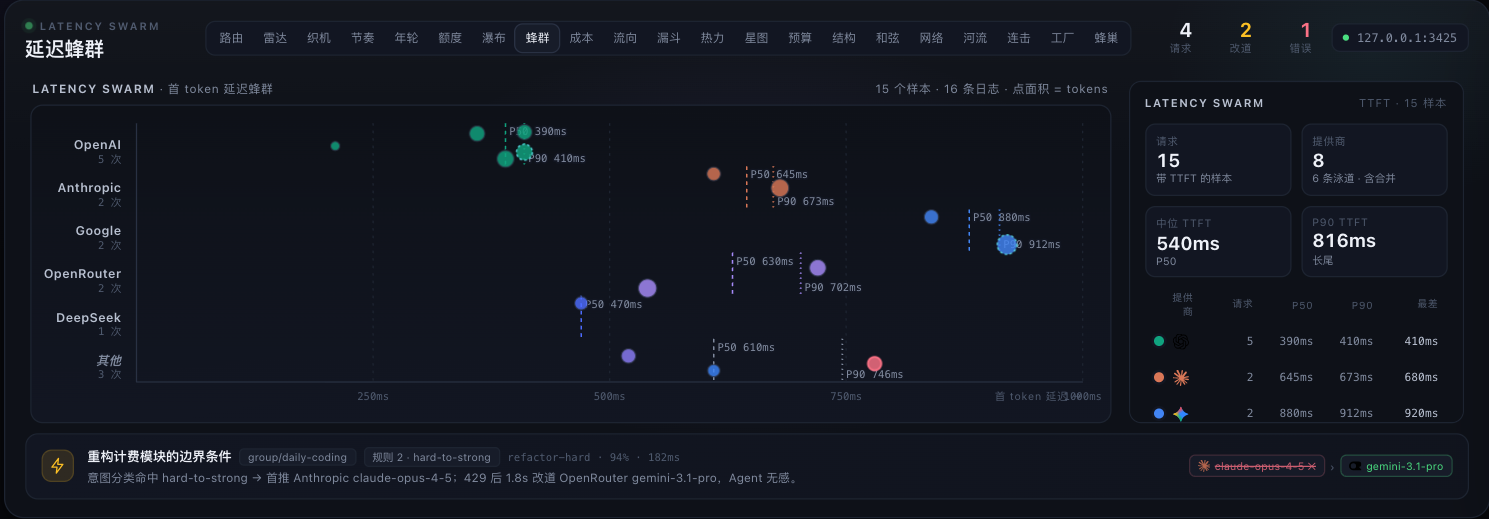 LATENCY SWARM
延迟蜂群
路由 雷达 织机 节奏 年轮 额度 瀑布 蜂群 成本 流向 漏斗 热力 星图 预算 结构 和弦 网络 河流 连击 工厂 蜂巢
4 请求
2 改道
1 错误
127.0.0.1:3425
LATENCY SWARM · 首 token 延迟蜂群
15 个样本 · 16 条日志 · 点面积 = tokens
OpenAI
5 次
P50 390ms
P90 410ms
Anthropic
2 次
P50 645ms
P90 673ms
Google
2 次
P50 880ms
P90 912ms
OpenRouter
2 次
P50 630ms
P90 702ms
DeepSeek
1 次
P50 470ms
其他
3 次
P50 610ms
P90 746ms
250ms 500ms 750ms 1000ms
首 token 延迟
LATENCY SWARM
TTFT · 15 样本
请求
15
带 TTFT 的样本
提供商
8
6 条泳道 · 含合并
中位 TTFT
540ms
P50
P90 TTFT
816ms
长尾
提供商 请求 P50 P90 最差
5 390ms 410ms 410ms
2 645ms 673ms 680ms
2 880ms 912ms 920ms
重构计费模块的边界条件 group/daily-coding 规则 2 · hard-to-strong refactor-hard · 94% · 182ms
意图分类命中 hard-to-strong → 首推 Anthropic claude-opus-4-5；429 后 1.8s 改道 OpenRouter gemini-3.1-pro，Agent 无感。
claude-opus-4-5 ✕ › gemini-3.1-pro